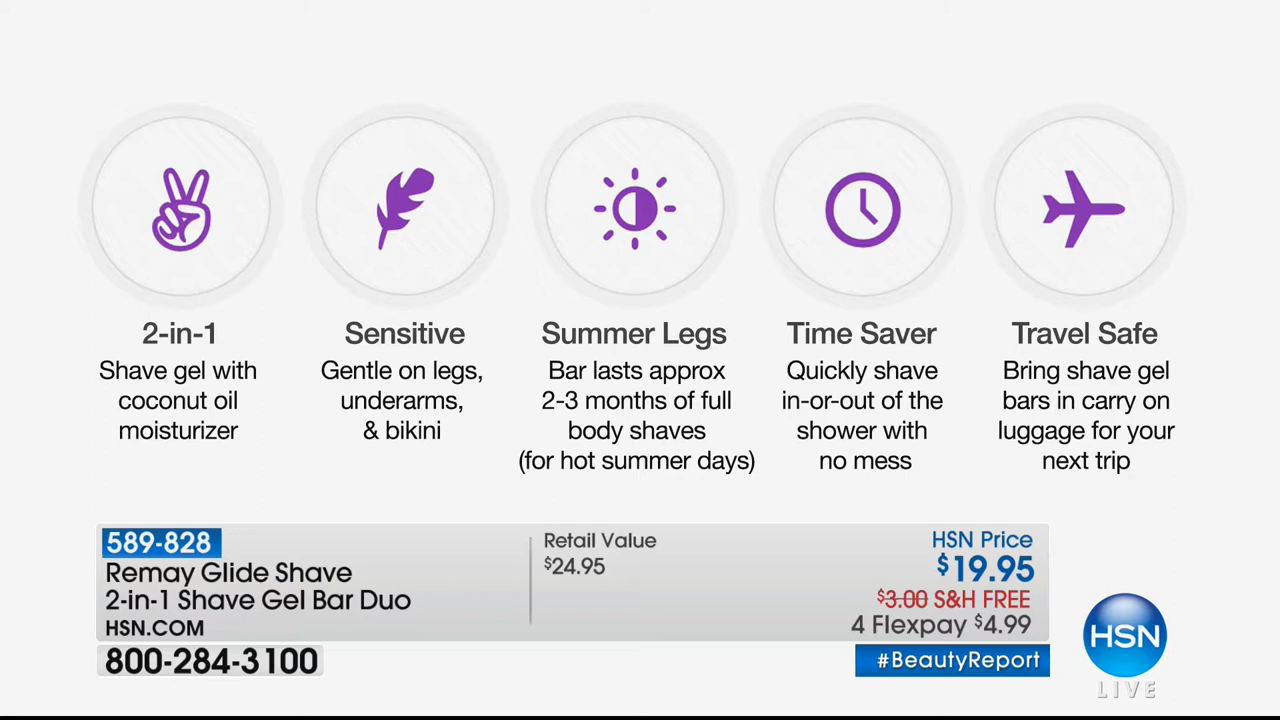 2-in-1
Shave gel with
coconut oil
moisturizer
Sensitive
Gentle on legs,
underarms,
& bikini
Summer Legs
Bar lasts approx
2-3 months of full
body shaves
(for hot summer days)
Time Saver
Quickly shave
in-or-out of the
shower with
no mess
Travel Safe
Bring shave gel
bars in carry on
luggage for your
next trip
589-828
Remay Glide Shave
2-in-1 Shave Gel Bar Duo
HSN.COM
800-284-3100
Retail Value
$24.95
HSN Price
$19.95
$3.00 S&H FREE
4 Flexpay $4.99
#BeautyReport
HSN
LIVE